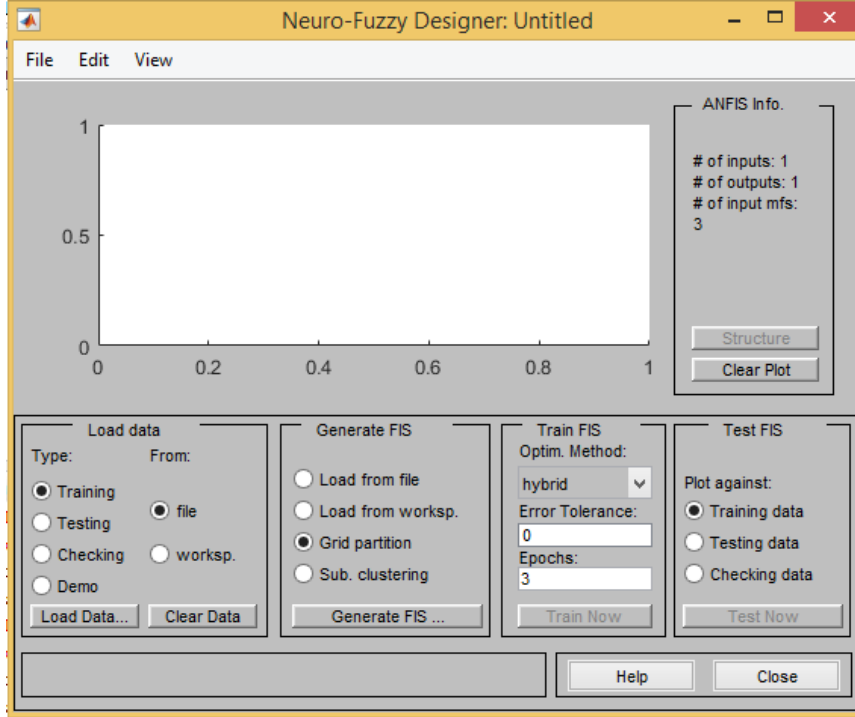 Neuro-Fuzzy Designer: Untitled
File Edit View
ANFIS Info.
# of inputs: 1
# of outputs: 1
# of input mfs:
3
Structure
Clear Plot
1
0.5
0
0 0.2 0.4 0.6 0.8 1
Load data
Type: From:
Training
Testing
Checking
Demo
file
worksp.
Load Data... Clear Data
Generate FIS
Load from file
Load from worksp.
Grid partition
Sub. clustering
Generate FIS ...
Train FIS
Optim. Method:
hybrid
Error Tolerance:
0
Epochs:
3
Train Now
Test FIS
Plot against:
Training data
Testing data
Checking data
Test Now
Help Close